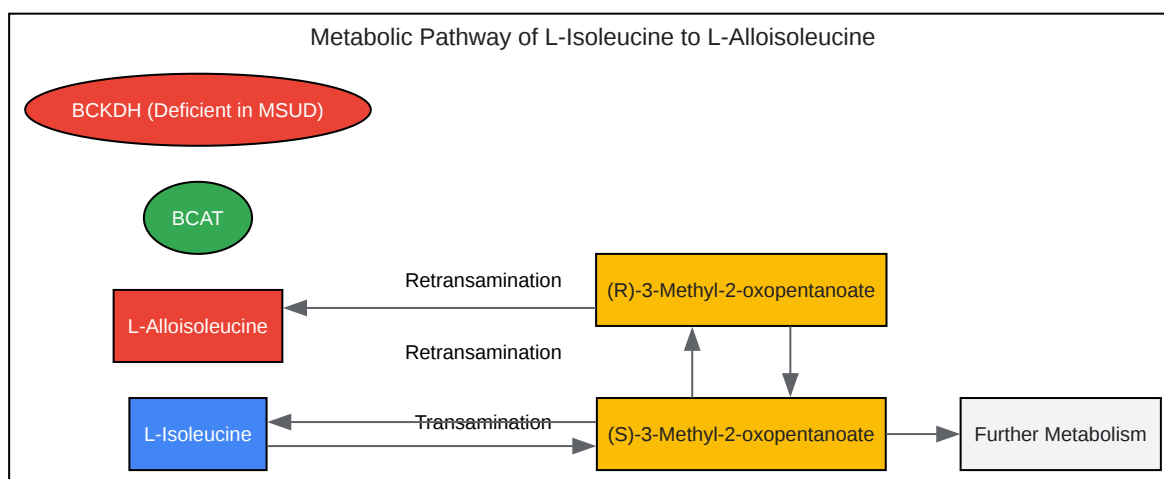 Metabolic Pathway of L-Isoleucine to L-Alloisoleucine
BCKDH (Deficient in MSUD)
BCAT
Retransamination
(R)-3-Methyl-2-oxopentanoate
L-Alloisoleucine
Retransamination
Transamination
L-Isoleucine
(S)-3-Methyl-2-oxopentanoate
Further Metabolism